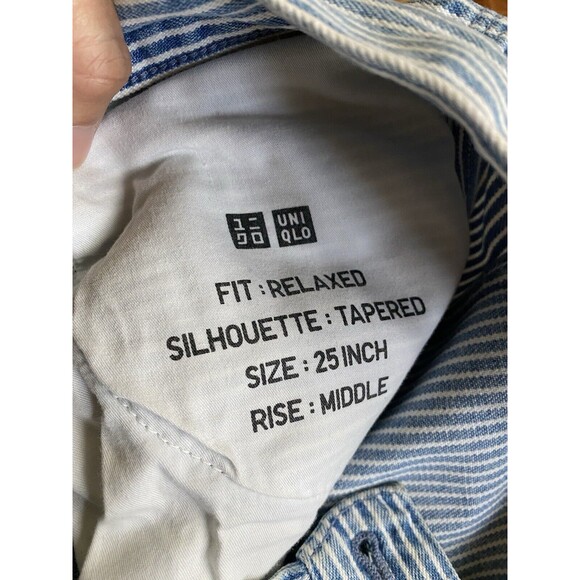 ユニ UNI
クロ QLO
FIT : RELAXED
SILHOUETTE : TAPERED
SIZE : 25 INCH
RISE : MIDDLE